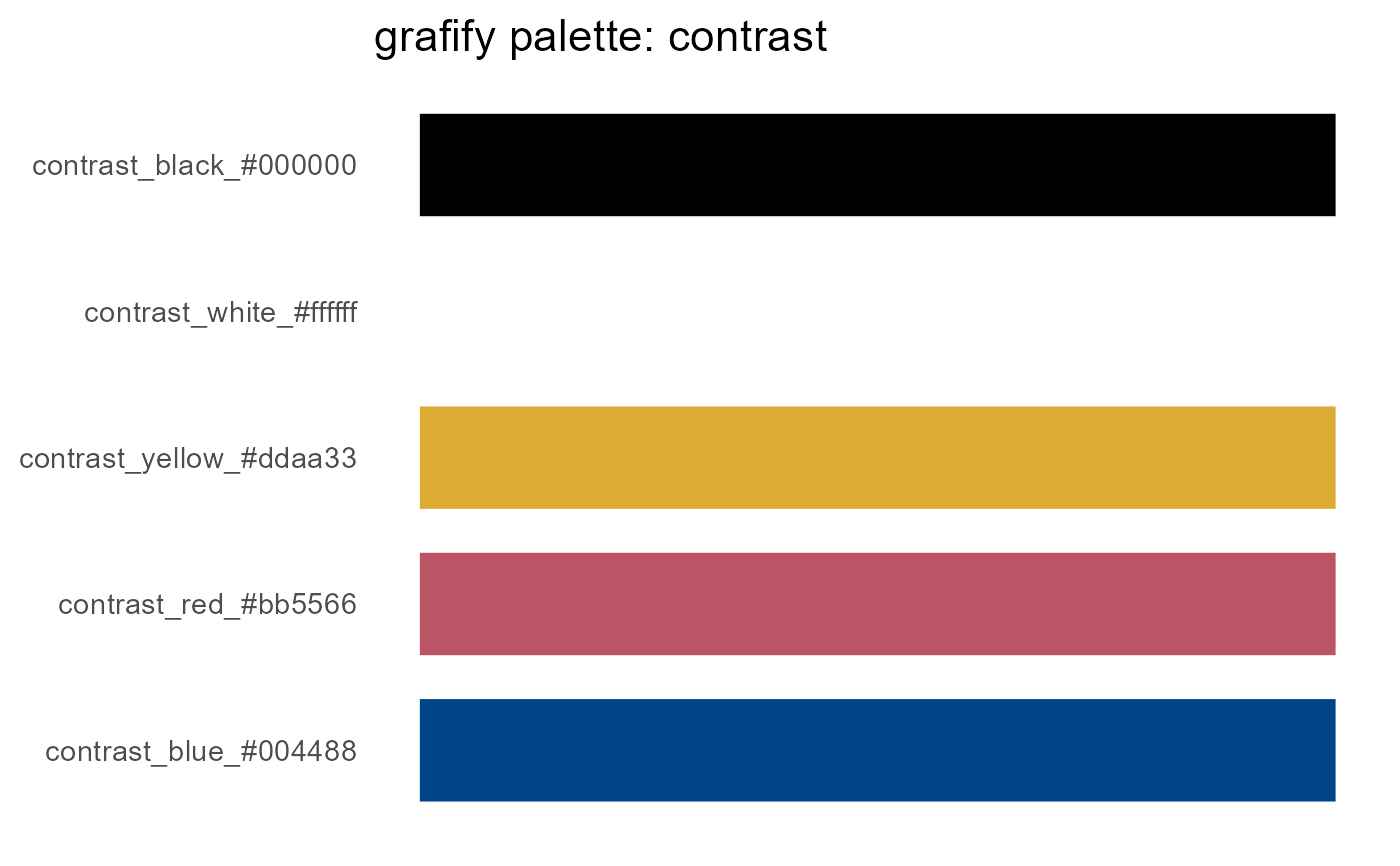 grafify palette: contrast
contrast_black_#000000
contrast_white_#ffffff
contrast_yellow_#ddaa33
contrast_red_#bb5566
contrast_blue_#004488